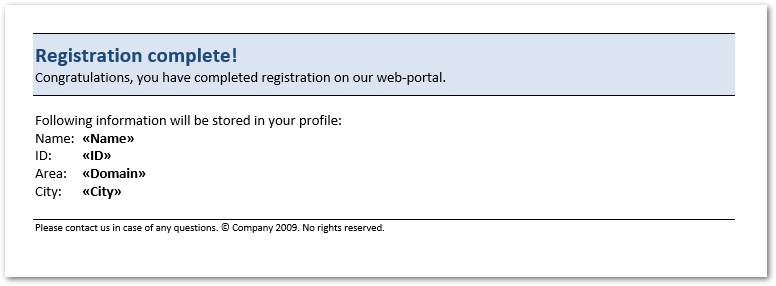 Registration complete!
Congratulations, you have completed registration on our web-portal.
Following information will be stored in your profile:
Name: «Name»
ID: «ID»
Area: «Domain»
City: «City»
Please contact us in case of any questions. © Company 2009. No rights reserved.